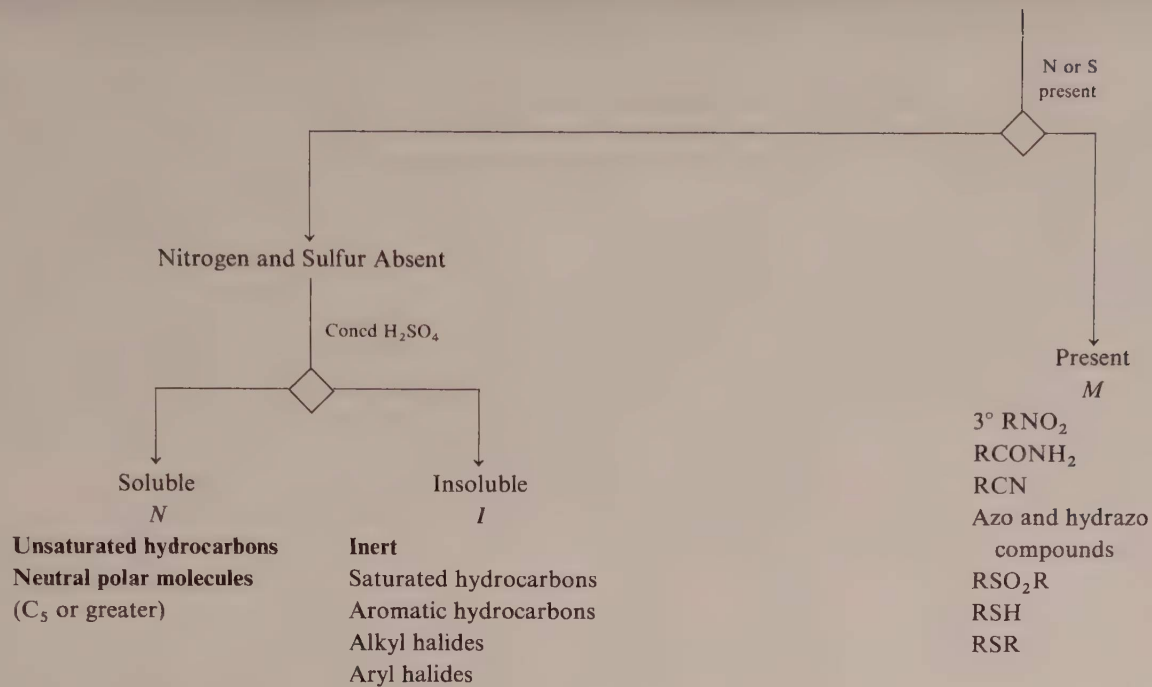 N or S
present
Nitrogen and Sulfur Absent
Concd H₂SO₄
Present
M
3° RNO₂
RCONH₂
RCN
Azo and hydrazo
compounds
RSO₂R
RSH
RSR
Soluble
N
Unsaturated hydrocarbons
Neutral polar molecules
(C₅ or greater)
Insoluble
I
Inert
Saturated hydrocarbons
Aromatic hydrocarbons
Alkyl halides
Aryl halides